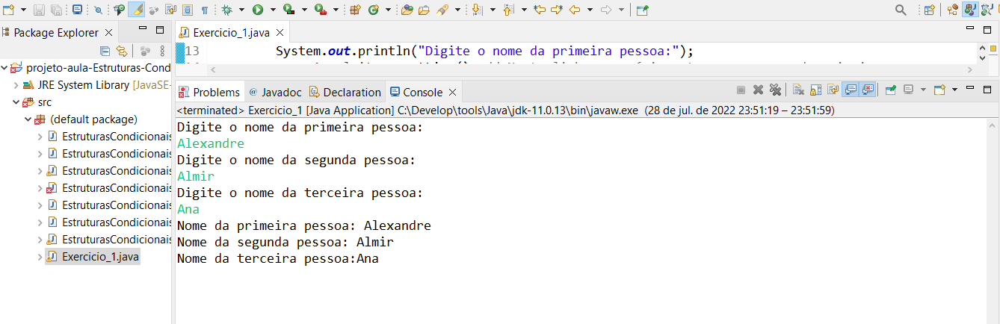 Package Explorer
projeto-aula-Estruturas-Cond
JRE System Library [JavaSE-
src
(default package)
EstruturasCondicionais
EstruturasCondicionais
EstruturasCondicionais
EstruturasCondicionais
EstruturasCondicionais
EstruturasCondicionais
EstruturasCondicionais
Exercicio_1.java
Exercicio_1.java
13 System.out.println("Digite o nome da primeira pessoa:");
Problems @ Javadoc Declaration Console
<terminated> Exercicio_1 [Java Application] C:\Develop\tools\Java\jdk-11.0.13\bin\javaw.exe (28 de jul. de 2022 23:51:19 – 23:51:59)
Digite o nome da primeira pessoa:
Alexandre
Digite o nome da segunda pessoa:
Almir
Digite o nome da terceira pessoa:
Ana
Nome da primeira pessoa: Alexandre
Nome da segunda pessoa: Almir
Nome da terceira pessoa:Ana